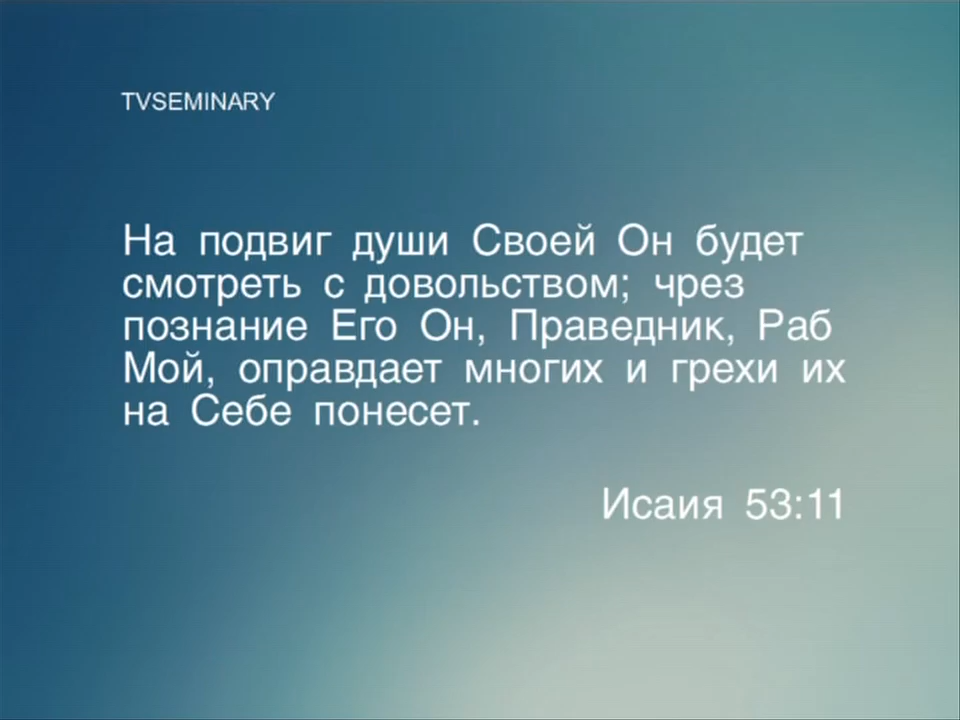 TVSEMINARY
На подвиг души Своей Он будет
смотреть с довольством; чрез
познание Его Он, Праведник, Раб
Мой, оправдает многих и грехи их
на Себе понесет.
Исаия 53:11